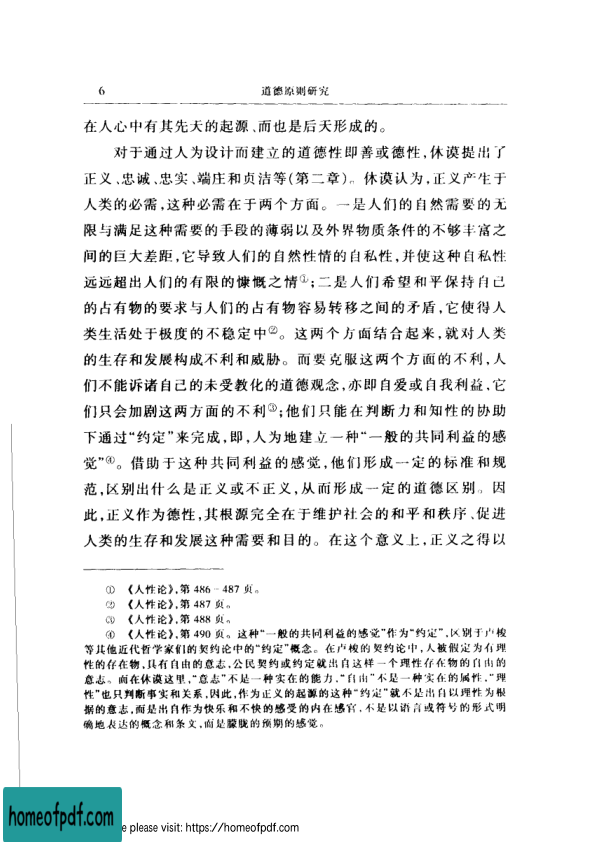 6
道德原则研究
在人心中有其先天的起源、而也是后天形成的。
对于通过人为设计而建立的道德性即善或德性,休谟提出了
正义、忠诚、忠实、端庄和贞洁等(第二章)。休谟认为,正义产生于
人类的必需,这种必需在于两个方面。一是人们的自然需要的无
限与满足这种需要的手段的薄弱以及外界物质条件的不够丰富之
间的巨大差距,它导致人们的自然性情的自私性,并使这种自私性
远远超出人们的有限的慷慨之情①;二是人们希望和平保持自己
的占有物的要求与人们的占有物容易转移之间的矛盾,它使得人
类生活处于极度的不稳定中②。这两个方面结合起来,就对人类
的生存和发展构成不利和威胁。而要克服这两个方面的不利,人
们不能诉诸自己的未受教化的道德观念,亦即自爱或自我利益,它
们只会加剧这两方面的不利③;他们只能在判断力和知性的协助
下通过“约定”来完成,即,人为地建立一种“一般的共同利益的感
觉”④。借助于这种共同利益的感觉,他们形成一定的标准和规
范,区别出什么是正义或不正义,从而形成一定的道德区别。因
此,正义作为德性,其根源完全在于维护社会的和平和秩序、促进
人类的生存和发展这种需要和目的。在这个意义上,正义之得以
① 《人性论》,第 486-487 页。
② 《人性论》,第 487 页。
③ 《人性论》,第 488 页。
④ 《人性论》,第 490 页。这种“一般的共同利益的感觉”作为“约定”,区别于卢梭
等其他近代哲学家们的契约论中的“约定”概念。在卢梭的契约论中,人被假定为有理
性的存在物,具有自由的意志,公民契约或约定就出自这样一个理性存在物的自由的
意志。而在休谟这里,“意志”不是一种实在的能力,“自由”不是一种实在的属性,“理
性”也只判断事实和关系,因此,作为正义的起源的这种“约定”就不是出自以理性为根
据的意志,而是出自作为快乐和不快的感受的内在感官、不是以语言或符号的形式明
确地表达的概念和条文,而是朦胧的预期的感觉。
homeofpdf.com
e please visit: https://homeofpdf.com